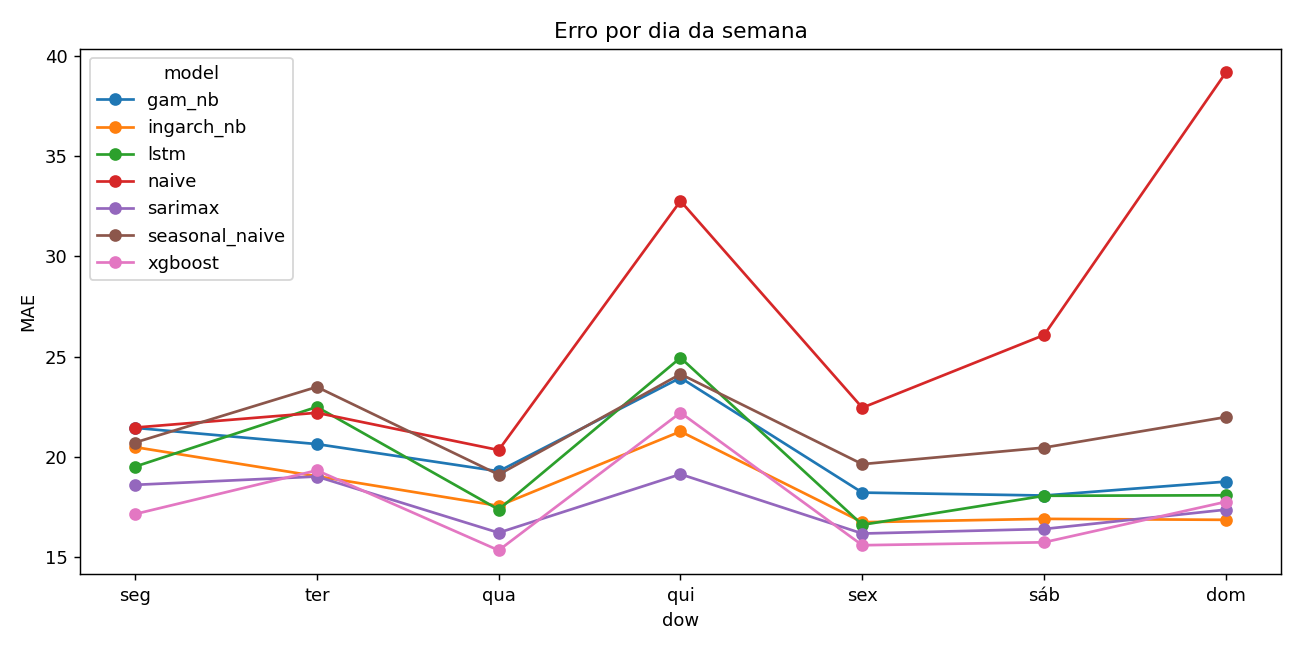 Erro por dia da semana
40
35
30
25
20
15
MAE
model
gam_nb
ingarch_nb
lstm
naive
sarimax
seasonal_naive
xgboost
seg ter qua qui sex sáb dom
dow